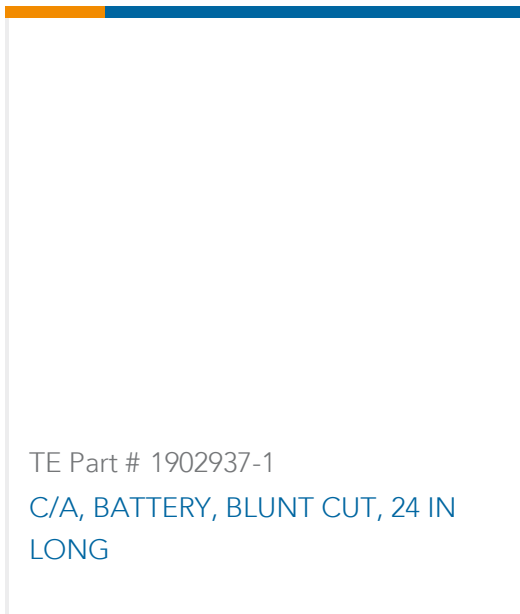 TE Part # 1902937-1
C/A, BATTERY, BLUNT CUT, 24 IN
LONG